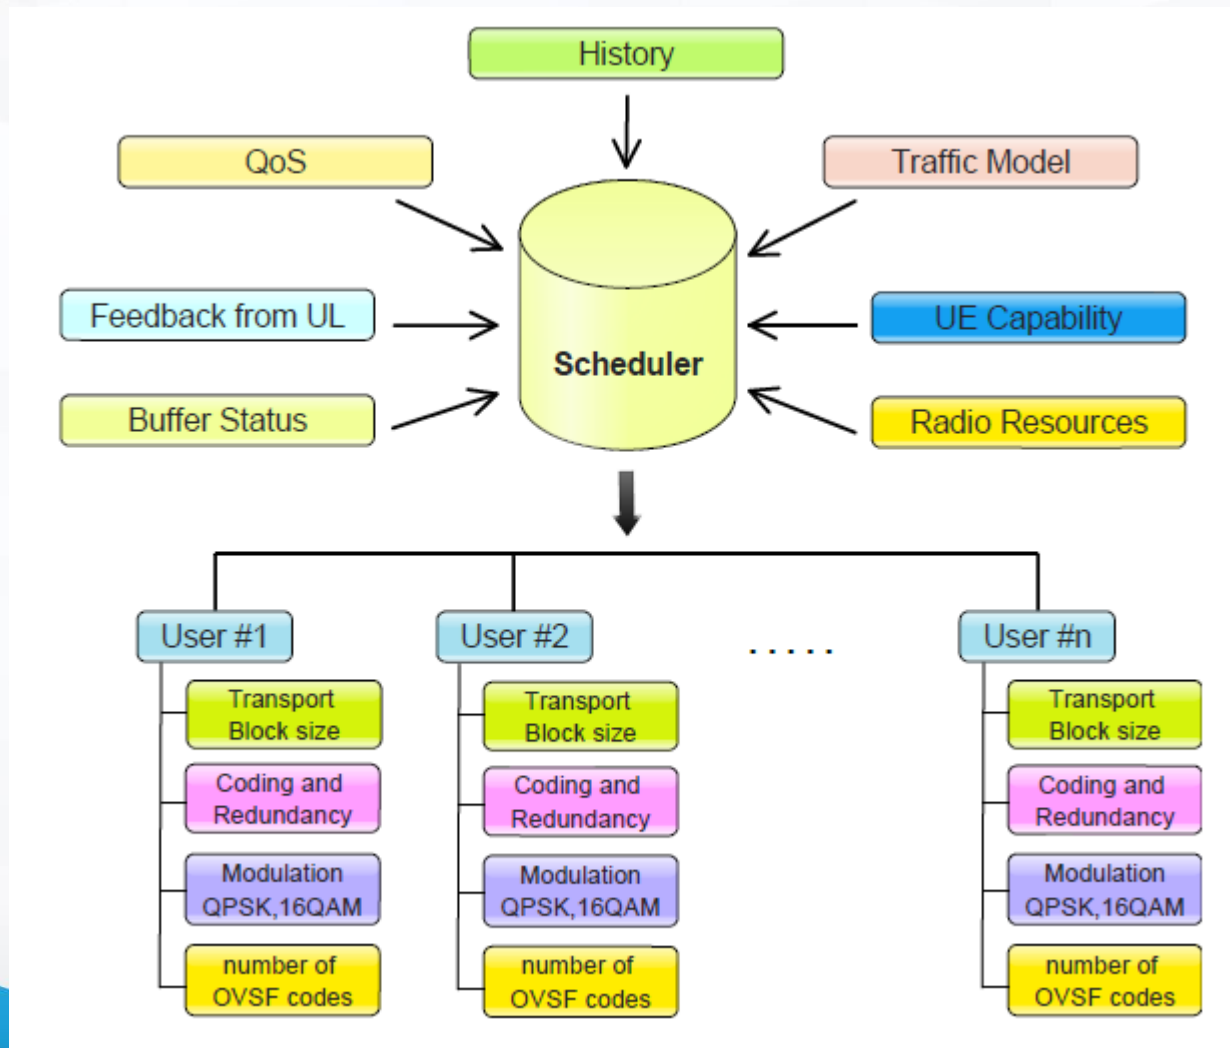 History
QoS
Traffic Model
Feedback from UL
UE Capability
Scheduler
Buffer Status
Radio Resources
User #1
User #2
.....
User #n
Transport
Block size
Coding and
Redundancy
Modulation
QPSK,16QAM
number of
OVSF codes
Transport
Block size
Coding and
Redundancy
Modulation
QPSK,16QAM
number of
OVSF codes
Transport
Block size
Coding and
Redundancy
Modulation
QPSK,16QAM
number of
OVSF codes